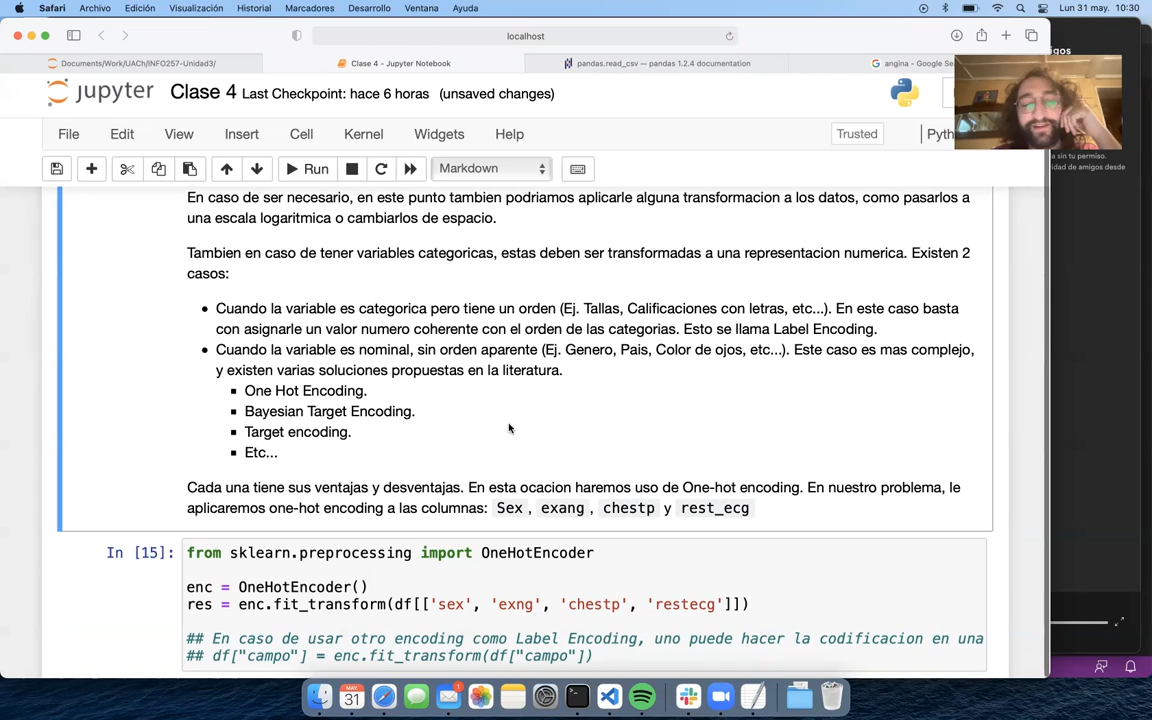 Safari Archivo Edición Visualización Historial Marcadores Desarrollo Ventana Ayuda
Lun 31 may. 10:30
localhost
Documents/Work/UACh/INFO257-Unidad3/
Clase 4 - Jupyter Notebook
pandas.read_csv — pandas 1.2.4 documentation
angina - Google Se
igos
jupyter Clase 4 Last Checkpoint: hace 6 horas (unsaved changes)
File Edit View Insert Cell Kernel Widgets Help
Trusted
Pyth
a sin tu permiso.
vidad de amigos desde
Run
Markdown
En caso de ser necesario, en este punto tambien podriamos aplicarle alguna transformacion a los datos, como pasarlos a
una escala logaritmica o cambiarlos de espacio.
Tambien en caso de tener variables categoricas, estas deben ser transformadas a una representacion numerica. Existen 2
casos:
• Cuando la variable es categorica pero tiene un orden (Ej. Tallas, Calificaciones con letras, etc...). En este caso basta
con asignarle un valor numero coherente con el orden de las categorias. Esto se llama Label Encoding.
• Cuando la variable es nominal, sin orden aparente (Ej. Genero, Pais, Color de ojos, etc...). Este caso es mas complejo,
y existen varias soluciones propuestas en la literatura.
▪ One Hot Encoding.
▪ Bayesian Target Encoding.
▪ Target encoding.
▪ Etc...
Cada una tiene sus ventajas y desventajas. En esta ocacion haremos uso de One-hot encoding. En nuestro problema, le
aplicaremos one-hot encoding a las columnas: Sex , exang , chestp y rest_ecg
In [15]: from sklearn.preprocessing import OneHotEncoder
enc = OneHotEncoder()
res = enc.fit_transform(df[['sex', 'exng', 'chestp', 'restecg']])
## En caso de usar otro encoding como Label Encoding, uno puede hacer la codificacion en una
## df["campo"] = enc.fit_transform(df["campo"])
MAY.
31
1